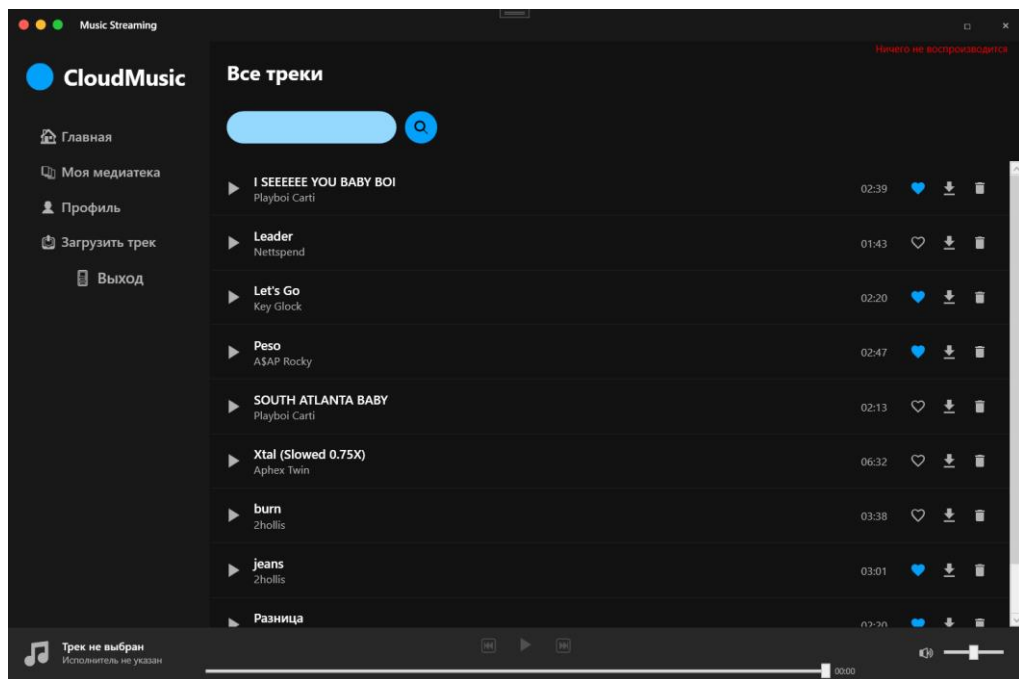 Music Streaming
Ничего не воспроизводится
CloudMusic
Все треки
Главная
Моя медиатека
Профиль
Загрузить трек
Выход
I SEEEEEE YOU BABY BOI
Playboi Carti
02:39
Leader
Nettspend
01:43
Let's Go
Key Glock
02:20
Peso
A$AP Rocky
02:47
SOUTH ATLANTA BABY
Playboi Carti
02:13
Xtal (Slowed 0.75X)
Aphex Twin
06:32
burn
2hollis
03:38
jeans
2hollis
03:01
Разница
02:20
Трек не выбран
Исполнитель не указан
00:00